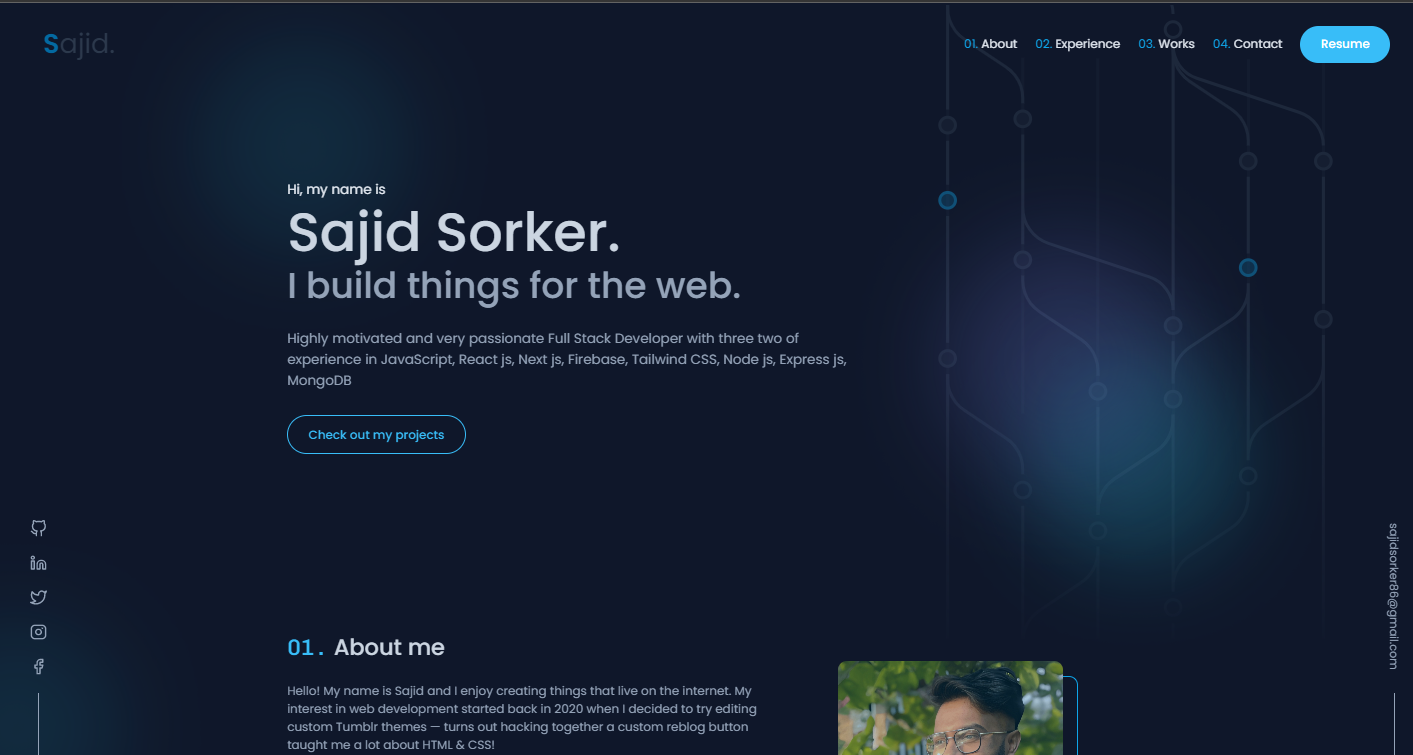 Sajid.
01. About 02. Experience 03. Works 04. Contact Resume
Hi, my name is
Sajid Sorker.
I build things for the web.
Highly motivated and very passionate Full Stack Developer with three two of
experience in JavaScript, React js, Next js, Firebase, Tailwind CSS, Node js, Express js,
MongoDB
Check out my projects
sajidsorker86@gmail.com
01. About me
Hello! My name is Sajid and I enjoy creating things that live on the internet. My
interest in web development started back in 2020 when I decided to try editing
custom Tumblr themes — turns out hacking together a custom reblog button
taught me a lot about HTML & CSS!